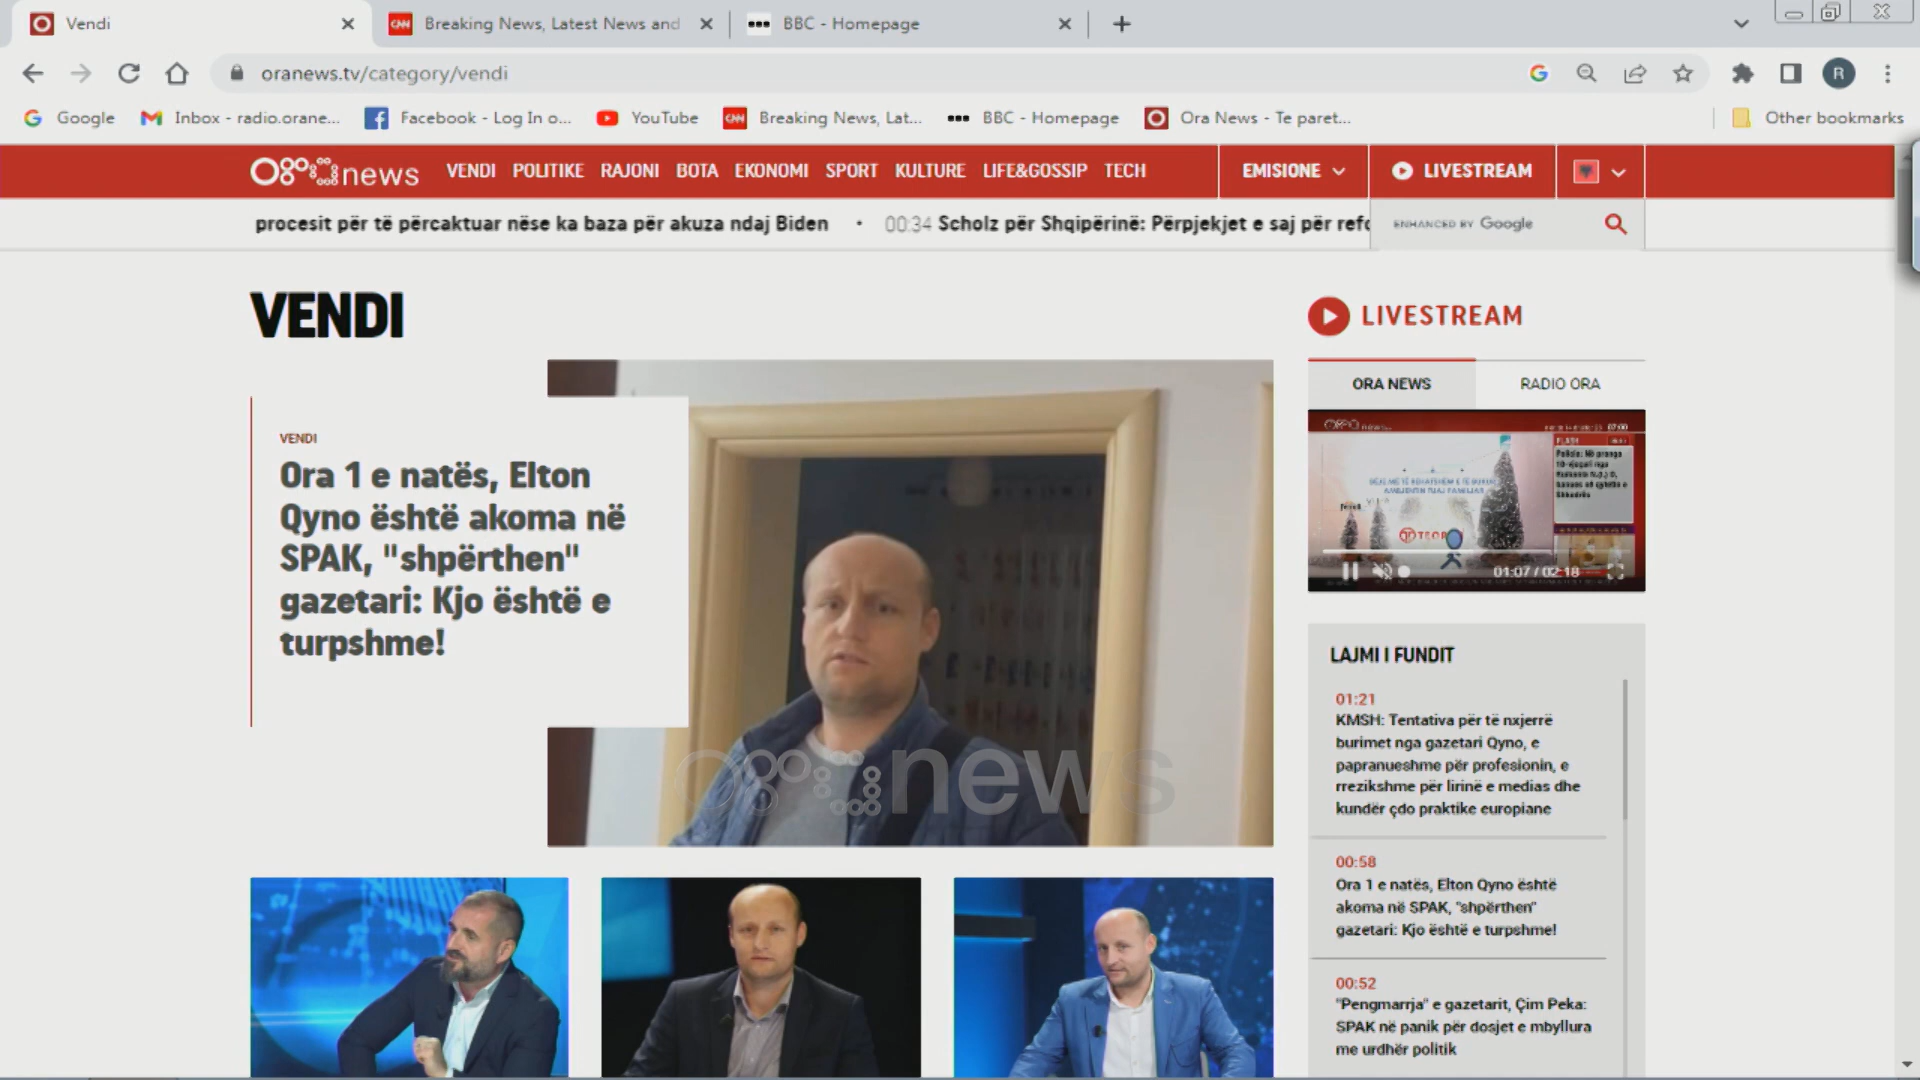 Vendi
Breaking News, Latest News and
BBC - Homepage
oranews.tv/category/vendi
R
Google
Inbox - radio.orane...
Facebook - Log In o...
YouTube
Breaking News, Lat...
BBC - Homepage
Ora News - Te paret...
Other bookmarks
news
VENDI
POLITIKE
RAJONI
BOTA
EKONOMI
SPORT
KULTURE
LIFE&GOSSIP
TECH
EMISIONE
LIVESTREAM
procesit për të përcaktuar nëse ka baza për akuza ndaj Biden
00:34 Scholz për Shqipërinë: Përpjekjet e saj për refo
ENHANCED BY Google
VENDI
LIVESTREAM
ORA NEWS
RADIO ORA
VENDI
Ora 1 e natës, Elton
Qyno është akoma në
SPAK, "shpërthen"
gazetari: Kjo është e
turpshme!
07:00
FLASH
01:07 / 02:18
news
LAJMI I FUNDIT
01:21
KMSH: Tentativa për të nxjerrë
burimet nga gazetari Qyno, e
papranueshme për profesionin, e
rrezikshme për lirinë e medias dhe
kundër çdo praktike europiane
00:58
Ora 1 e natës, Elton Qyno është
akoma në SPAK, "shpërthen"
gazetari: Kjo është e turpshme!
00:52
"Pengmarrja" e gazetarit, Çim Peka:
SPAK në panik për dosjet e mbyllura
me urdhër politik